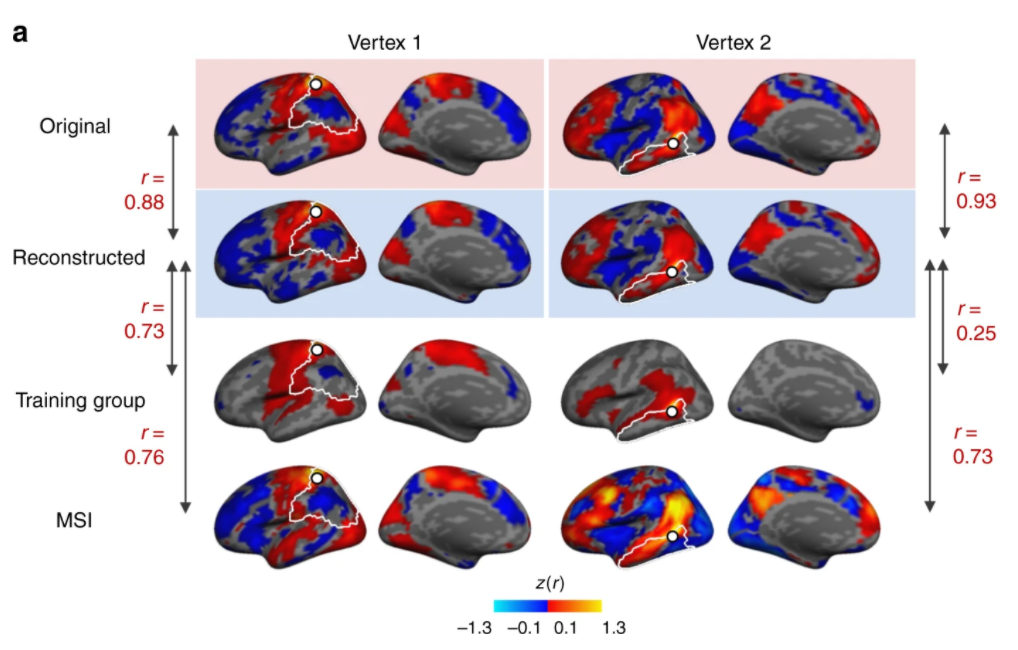 a
Vertex 1
Vertex 2
Original
r =
0.88
r =
0.93
Reconstructed
r =
0.73
r =
0.25
Training group
r =
0.76
r =
0.73
MSI
z(r)
−1.3 −0.1 0.1 1.3